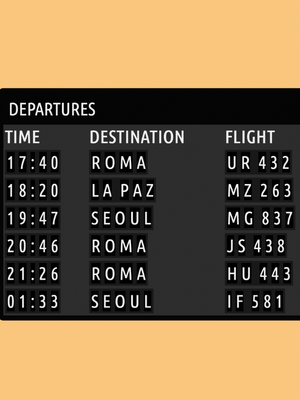 DEPARTURES
TIME DESTINATION FLIGHT
17:40 ROMA UR 432
18:20 LA PAZ MZ 263
19:47 SEOUL MG 837
20:46 ROMA JS 438
21:26 ROMA HU 443
01:33 SEOUL IF 581